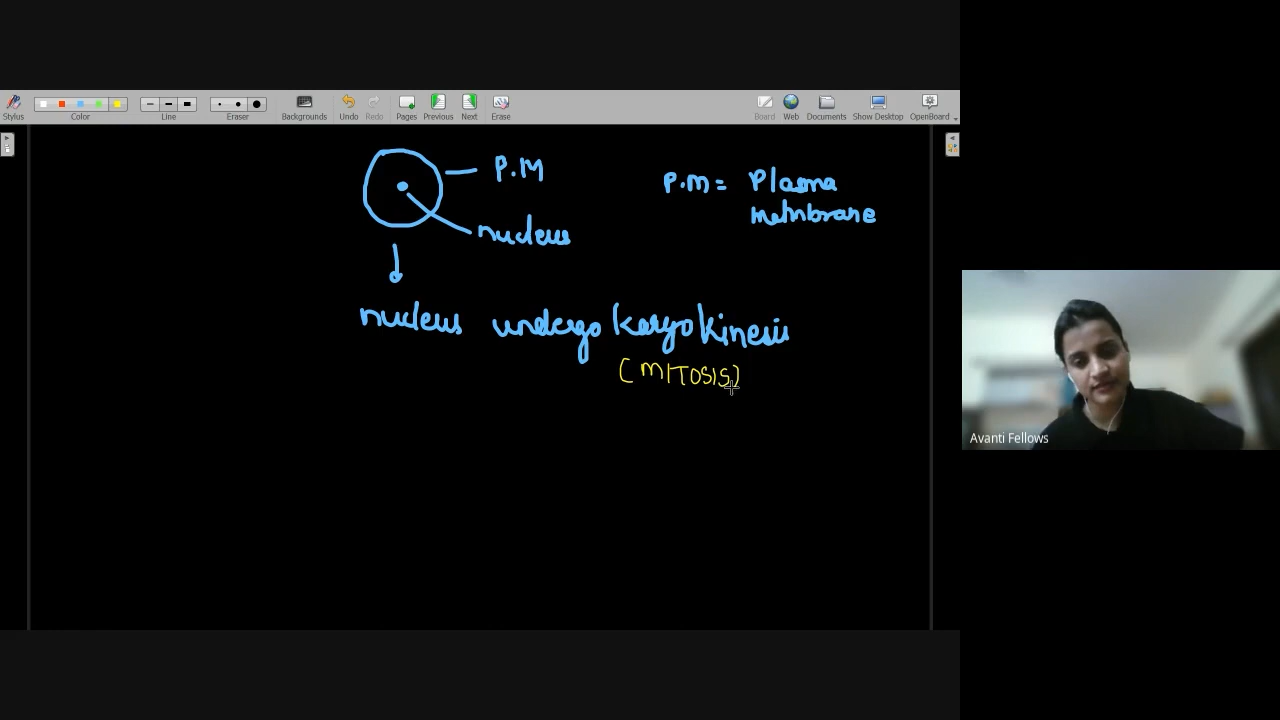 Stylus
Color
Line
Eraser
Backgrounds
Undo
Redo
Pages
Previous
Next
Erase
Board
Web
Documents
Show Desktop
OpenBoard
P.M
P.M = Plasma
membrane
nucleus
nucleus undergo karyokinesis
(MITOSIS)
Avanti Fellows